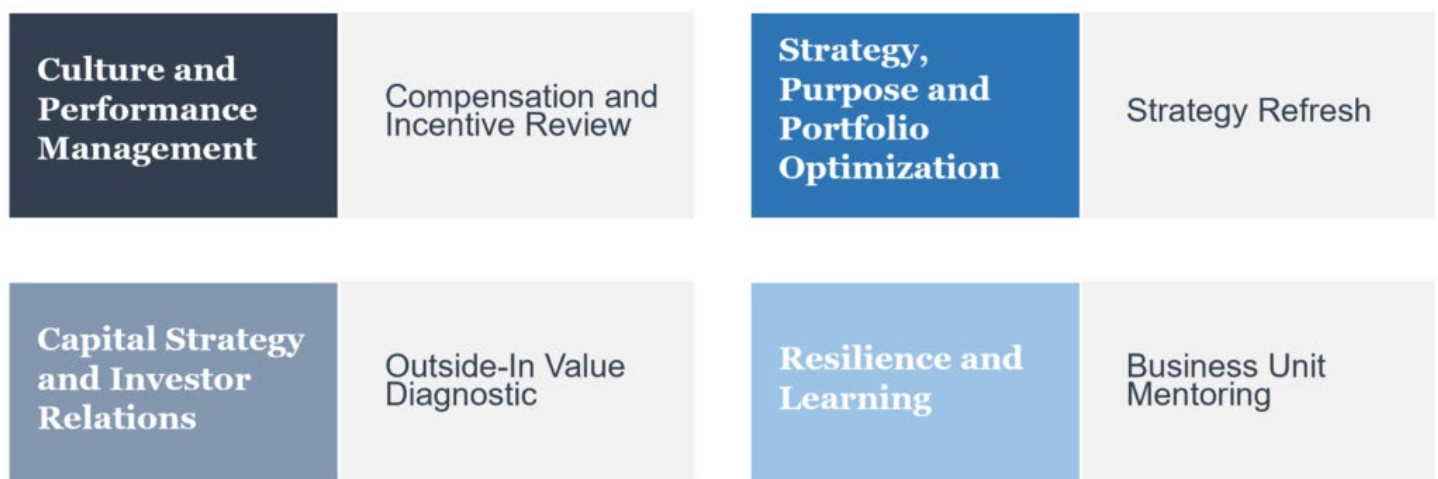 Culture and
Performance
Management
Compensation and
Incentive Review
Strategy,
Purpose and
Portfolio
Optimization
Strategy Refresh
Capital Strategy
and Investor
Relations
Outside-In Value
Diagnostic
Resilience and
Learning
Business Unit
Mentoring